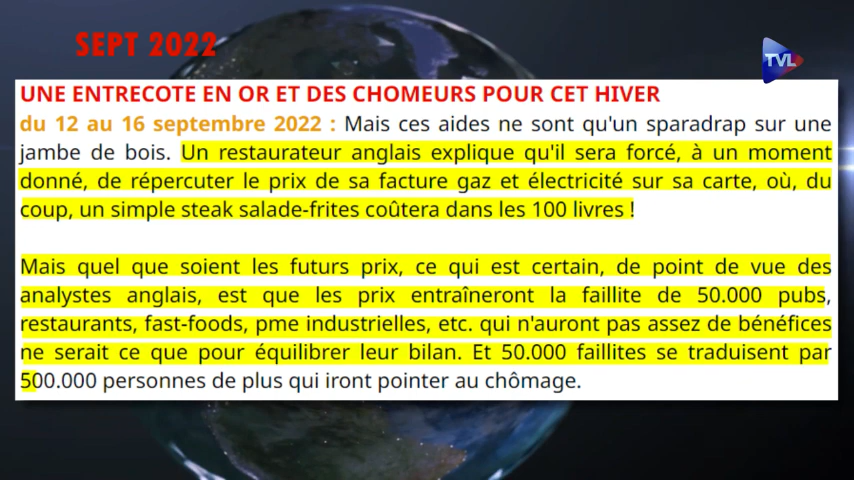 SEPT 2022
TVL
UNE ENTRECOTE EN OR ET DES CHOMEURS POUR CET HIVER
du 12 au 16 septembre 2022 : Mais ces aides ne sont qu'un sparadrap sur une
jambe de bois. Un restaurateur anglais explique qu'il sera forcé, à un moment
donné, de répercuter le prix de sa facture gaz et électricité sur sa carte, où, du
coup, un simple steak salade-frites coûtera dans les 100 livres !
Mais quel que soient les futurs prix, ce qui est certain, de point de vue des
analystes anglais, est que les prix entraîneront la faillite de 50.000 pubs,
restaurants, fast-foods, pme industrielles, etc. qui n'auront pas assez de bénéfices
ne serait ce que pour équilibrer leur bilan. Et 50.000 faillites se traduisent par
500.000 personnes de plus qui iront pointer au chômage.